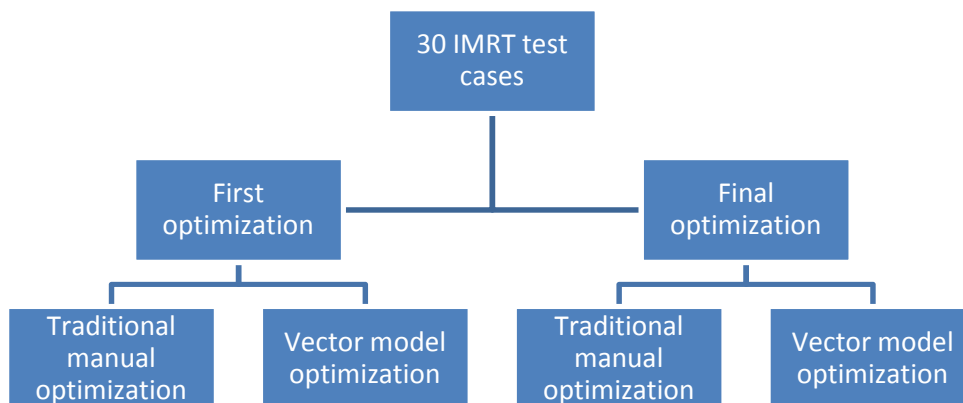 30 IMRT test
cases
First
optimization
Final
optimization
Traditional
manual
optimization
Vector model
optimization
Traditional
manual
optimization
Vector model
optimization